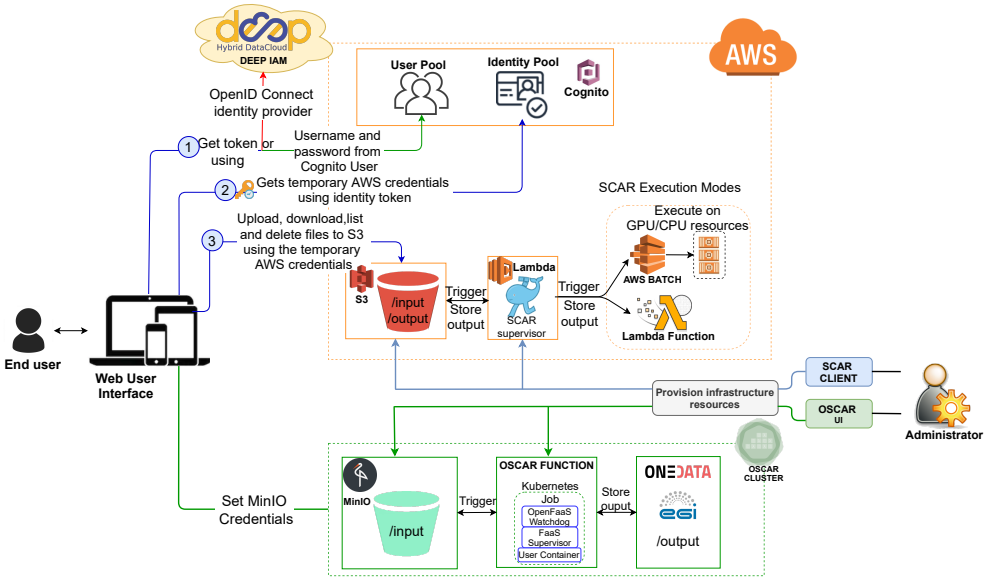 deep
Hybrid DataCloud
DEEP IAM
AWS
OpenID Connect
identity provider
User Pool
Identity Pool
Cognito
1
Get token or
using
Username and
password from
Cognito User
2
Gets temporary AWS credentials
using identity token
3
Upload, download,list
and delete files to S3
using the temporary
AWS credentials
SCAR Execution Modes
Execute on
GPU/CPU resources
AWS BATCH
Lambda Function
S3
/input
/output
Trigger
Store
output
Lambda
SCAR
supervisor
Trigger
Store
output
End user
Web User
Interface
Provision infrastructure
resources
SCAR
CLIENT
OSCAR
UI
Administrator
OSCAR
CLUSTER
Set MinIO
Credentials
MinIO
/input
Trigger
OSCAR FUNCTION
Kubernetes
Job
OpenFaaS
Watchdog
FaaS
Supervisor
User Container
Store
ouput
ONEDATA
egi
/output